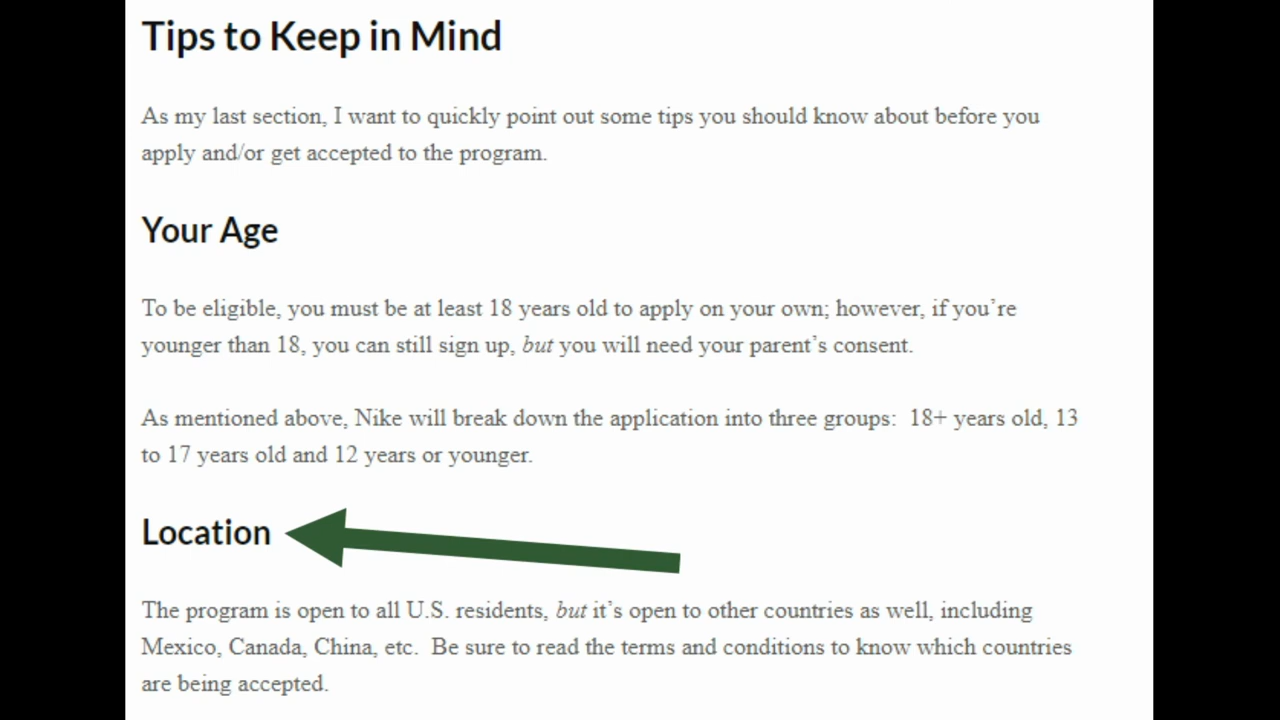 Tips to Keep in Mind
As my last section, I want to quickly point out some tips you should know about before you
apply and/or get accepted to the program.
Your Age
To be eligible, you must be at least 18 years old to apply on your own; however, if you’re
younger than 18, you can still sign up, but you will need your parent’s consent.
As mentioned above, Nike will break down the application into three groups:  18+ years old, 13
to 17 years old and 12 years or younger.
Location
The program is open to all U.S. residents, but it’s open to other countries as well, including
Mexico, Canada, China, etc.  Be sure to read the terms and conditions to know which countries
are being accepted.